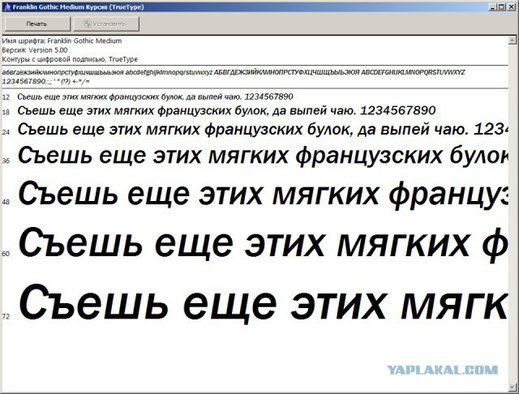 Franklin Gothic Medium Курсив (TrueType)
Печать
Установить
Имя шрифта: Franklin Gothic Medium
Версия: Version 5.00
Контуры с цифровой подписью, TrueType
абвгдежзийклмнопрстуфхцчшщъыьэюя АБВГДЕЖЗИЙКЛМНОПРСТУФХЦЧШЩЪЫЬЭЮЯ ABCDEFGHIJKLMNOPQRSTUVWXYZ
1234567890.:,; ' " (!?) +-*/=
12 Съешь еще этих мягких французских булок, да выпей чаю. 1234567890
18 Съешь еще этих мягких французских булок, да выпей чаю. 1234567890
24 Съешь еще этих мягких французских булок, да выпей чаю. 1234
36 Съешь еще этих мягких французских булок
48 Съешь еще этих мягких францу
60 Съешь еще этих мягких ф
72 Съешь еще этих мягк
YAPLAKAL.COM